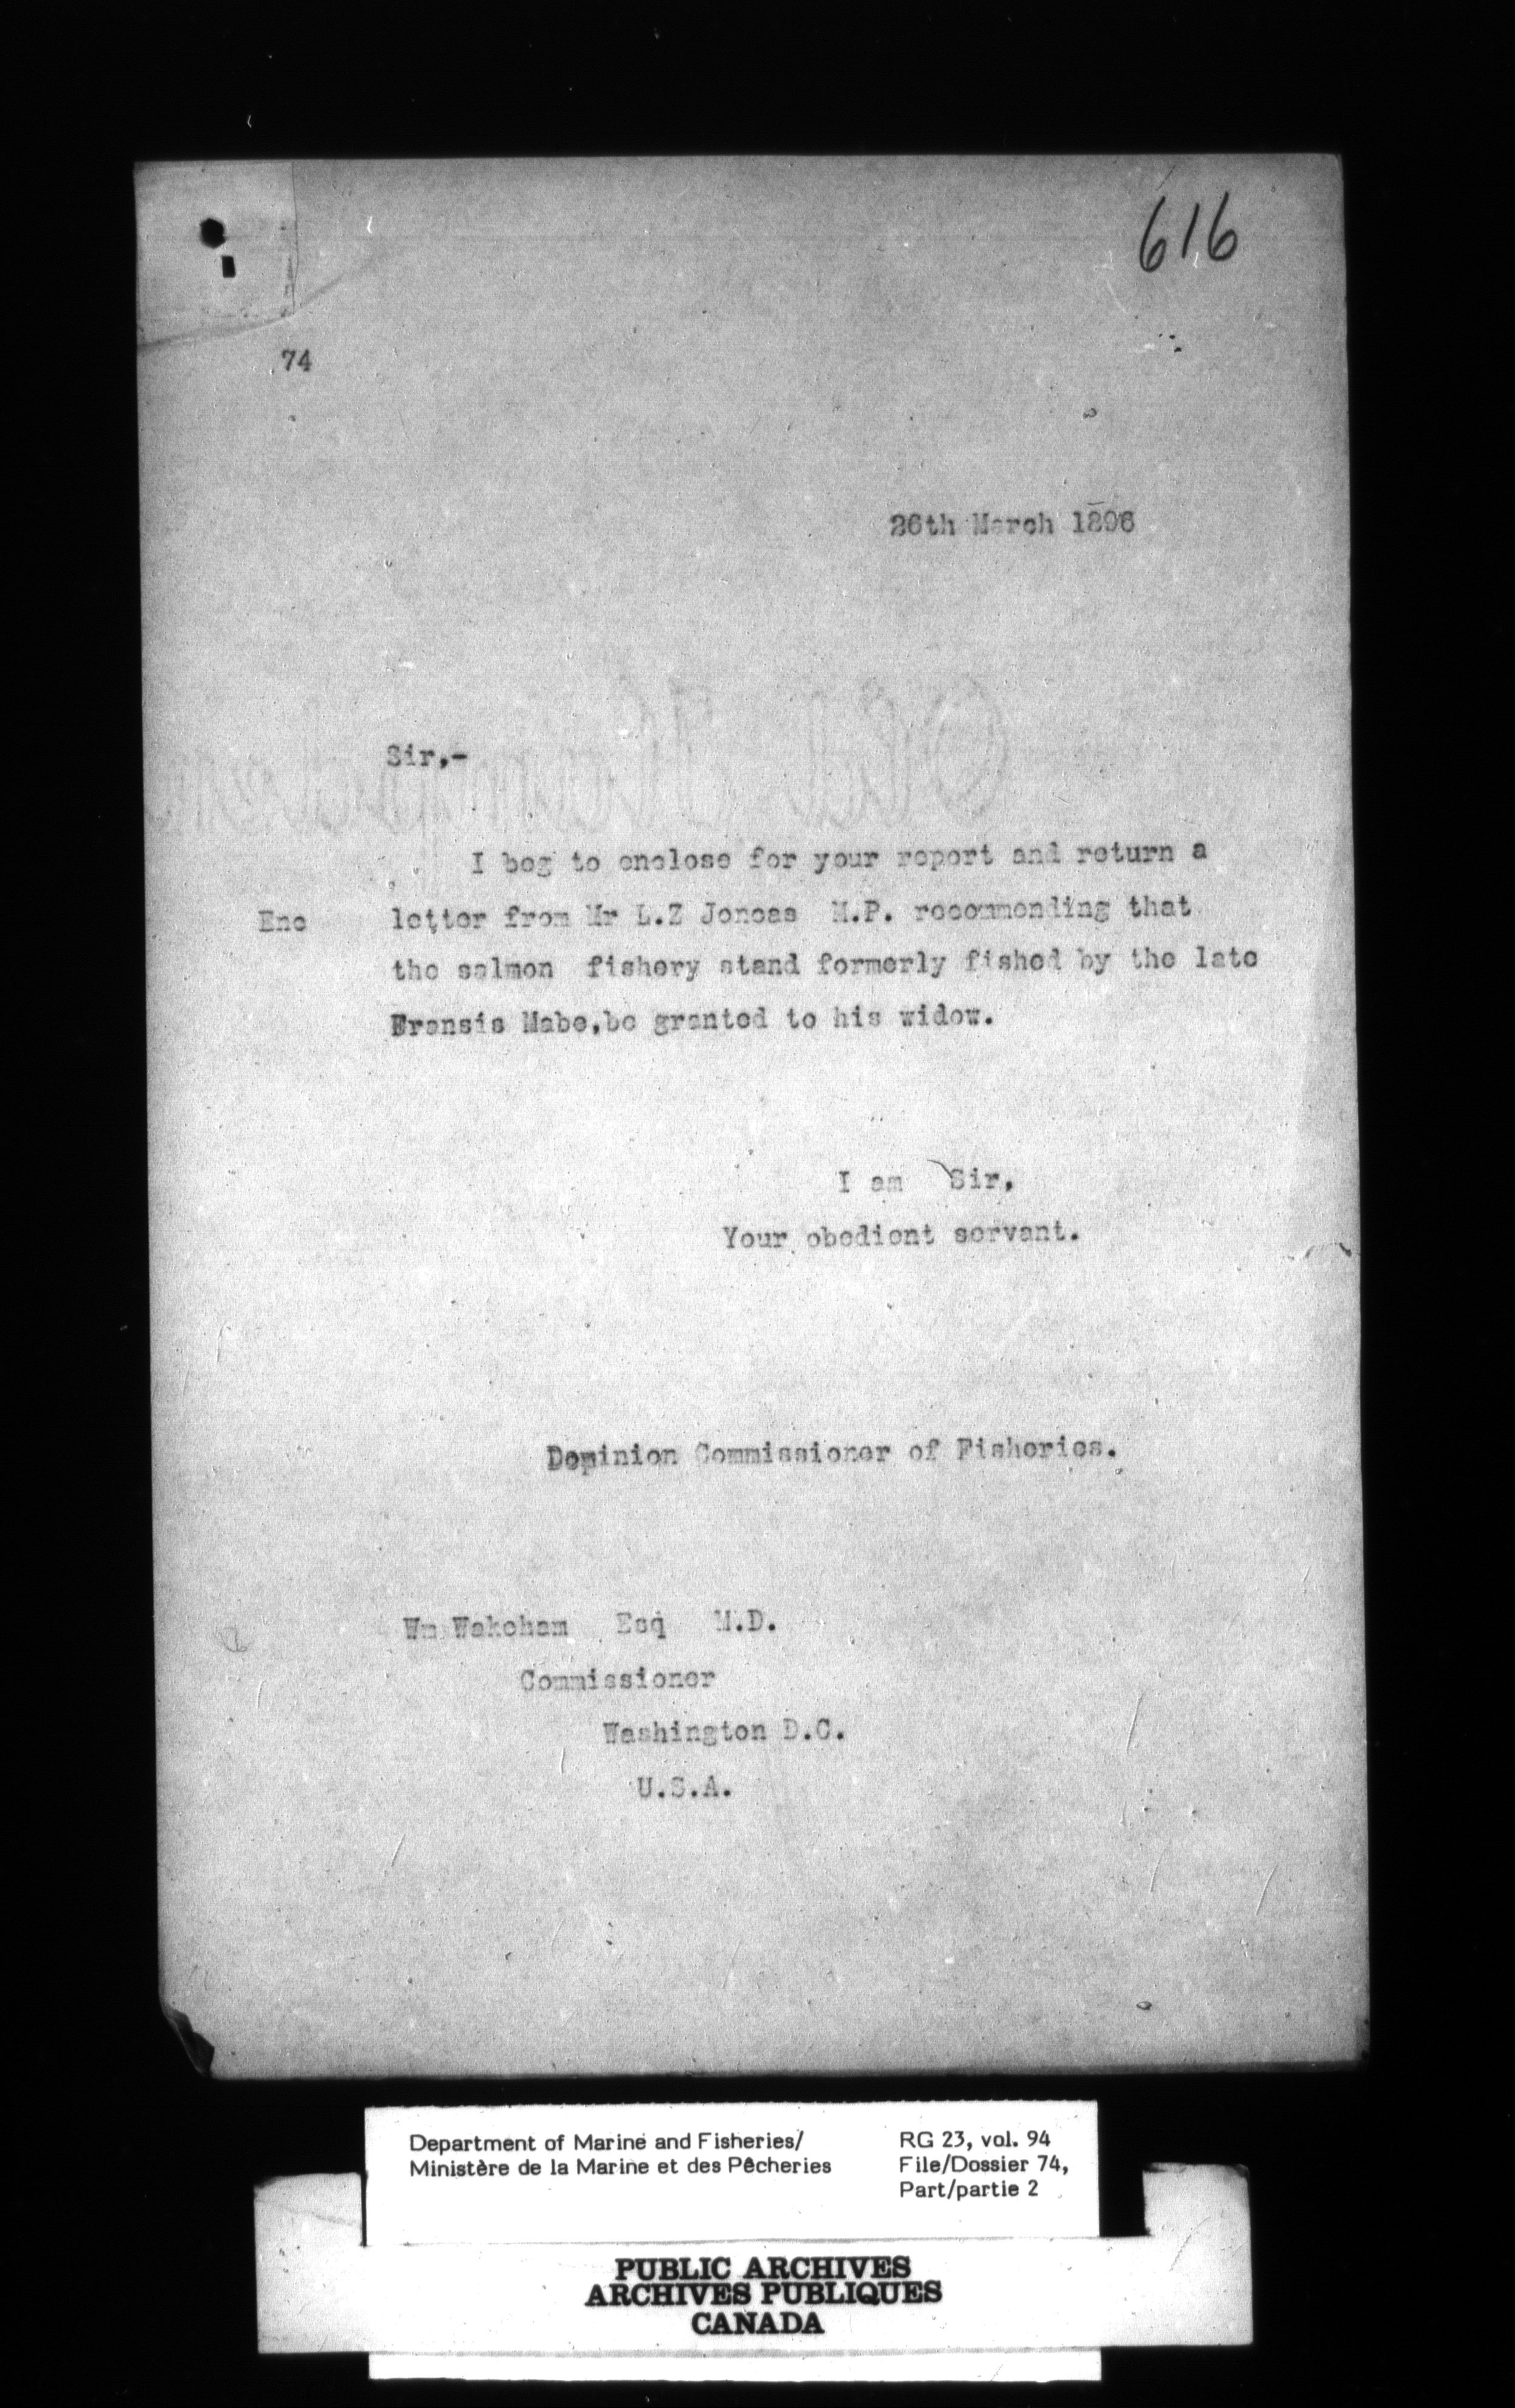 616
74
26th March 1896
Sir,-
I beg to enclose for your report and return a
Enc letter from Mr L.Z Joncas M.P. recommending that
the salmon fishery stand formerly fished by the late
Fransis Mabe,be granted to his widow.
I am Sir,
Your obedient servant.
Dominion Commissioner of Fisheries.
Wm Wakeham Esq M.D.
Commissioner
Washington D.C.
U.S.A.
Department of Marine and Fisheries/
Ministère de la Marine et des Pêcheries
RG 23, vol. 94
File/Dossier 74,
Part/partie 2
PUBLIC ARCHIVES
ARCHIVES PUBLIQUES
CANADA